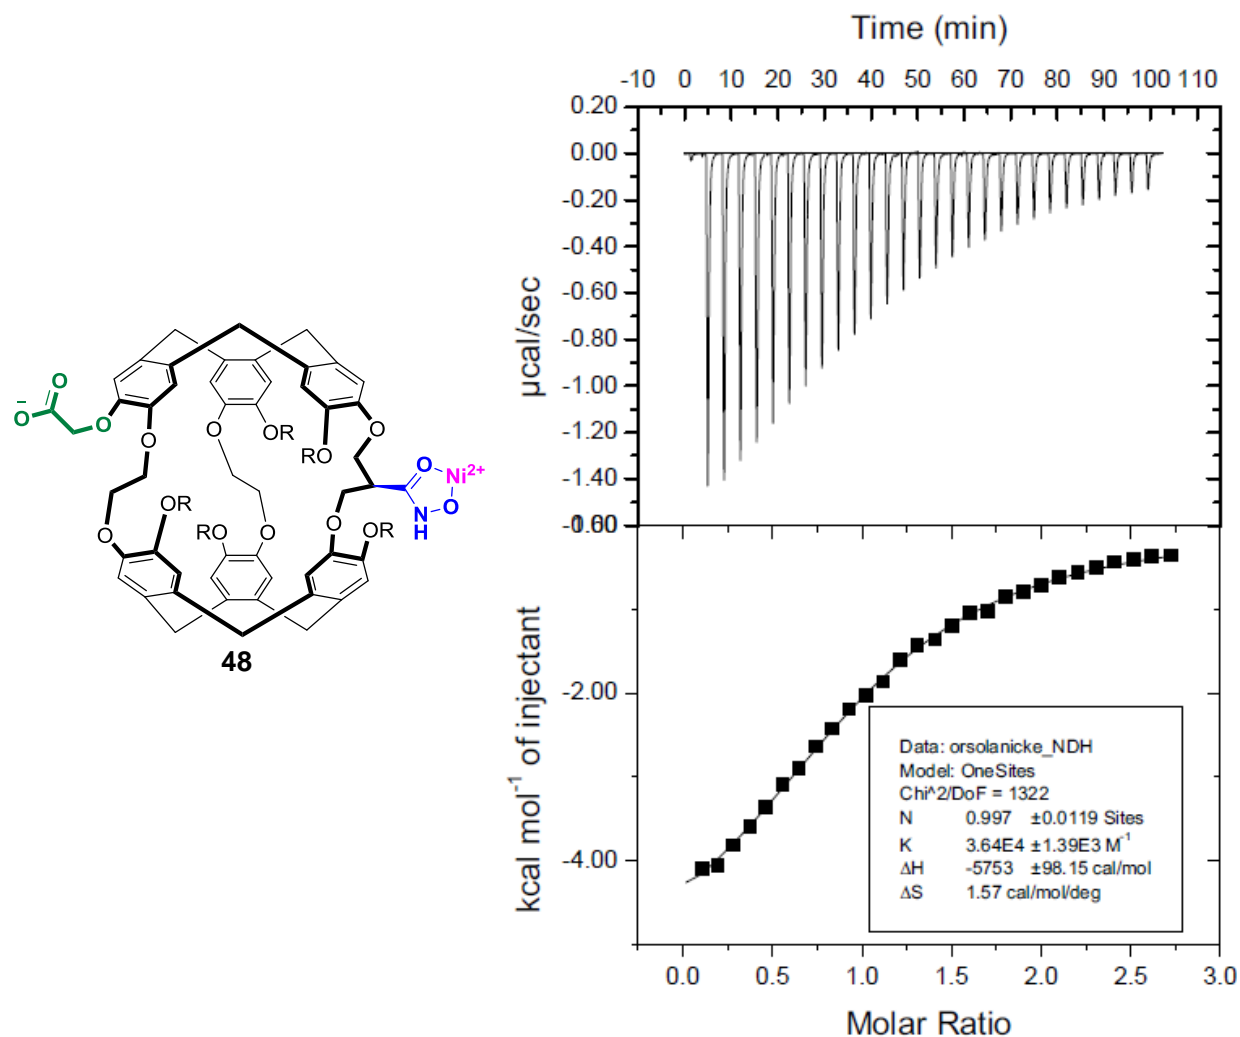 Time (min)
-10 0 10 20 30 40 50 60 70 80 90 100 110
0.20
0.00
-0.20
-0.40
-0.60
-0.80
-1.00
-1.20
-1.40
µcal/sec
O
−
O
O
O
O
OR
RO
O
O
Ni2+
N
H
O
OR
O
RO
O
O
OR
48
0.00
-2.00
-4.00
kcal mol-1 of injectant
Data: orsolanicke_NDH
Model: OneSites
Chi^2/DoF = 1322
N 0.997 ±0.0119 Sites
K 3.64E4 ±1.39E3 M-1
ΔH -5753 ±98.15 cal/mol
ΔS 1.57 cal/mol/deg
0.0 0.5 1.0 1.5 2.0 2.5 3.0
Molar Ratio